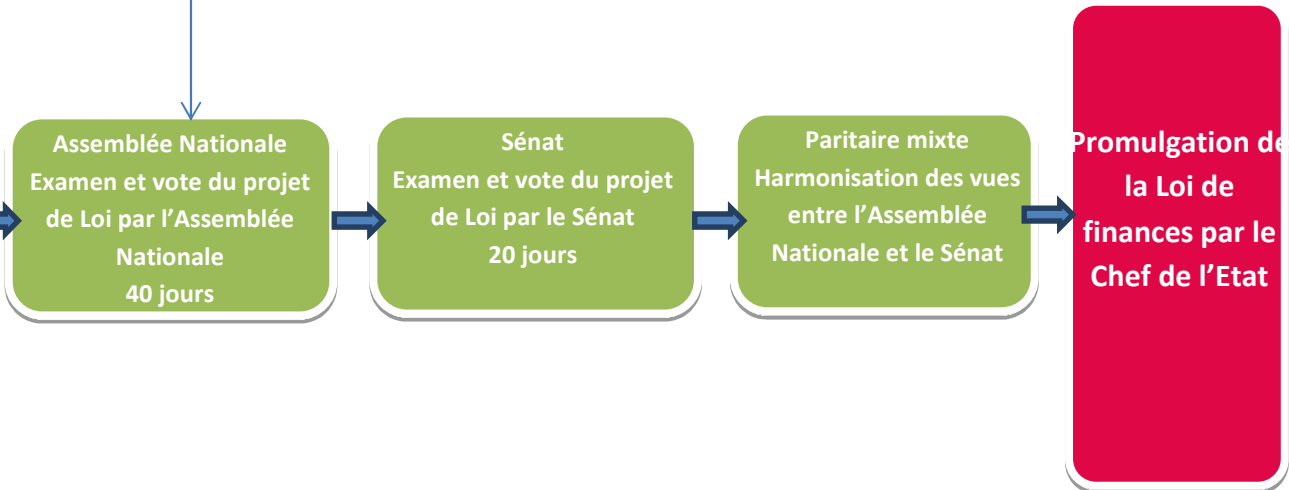 Assemblée Nationale
Examen et vote du projet
de Loi par l’Assemblée
Nationale
40 jours
Sénat
Examen et vote du projet
de Loi par le Sénat
20 jours
Paritaire mixte
Harmonisation des vues
entre l’Assemblée
Nationale et le Sénat
Promulgation de
la Loi de
finances par le
Chef de l’Etat